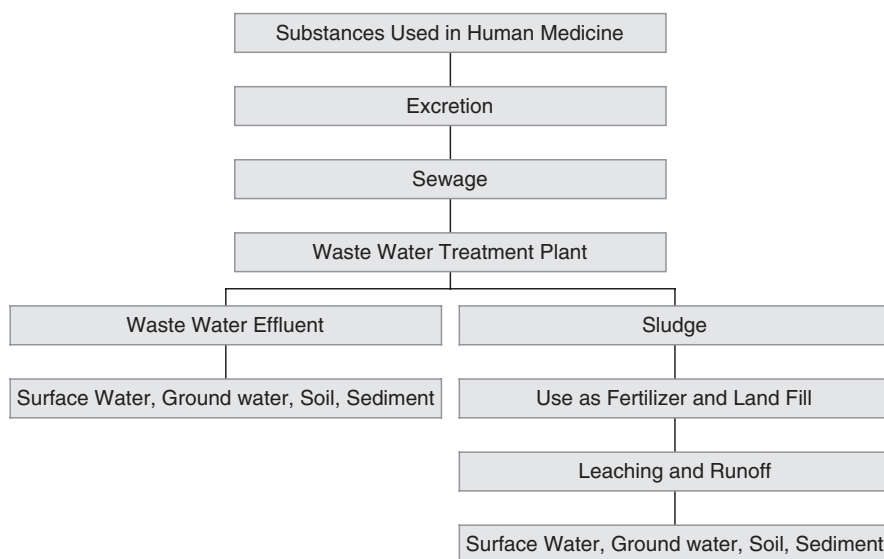 Substances Used in Human Medicine
Excretion
Sewage
Waste Water Treatment Plant
Waste Water Effluent
Sludge
Surface Water, Ground water, Soil, Sediment
Use as Fertilizer and Land Fill
Leaching and Runoff
Surface Water, Ground water, Soil, Sediment